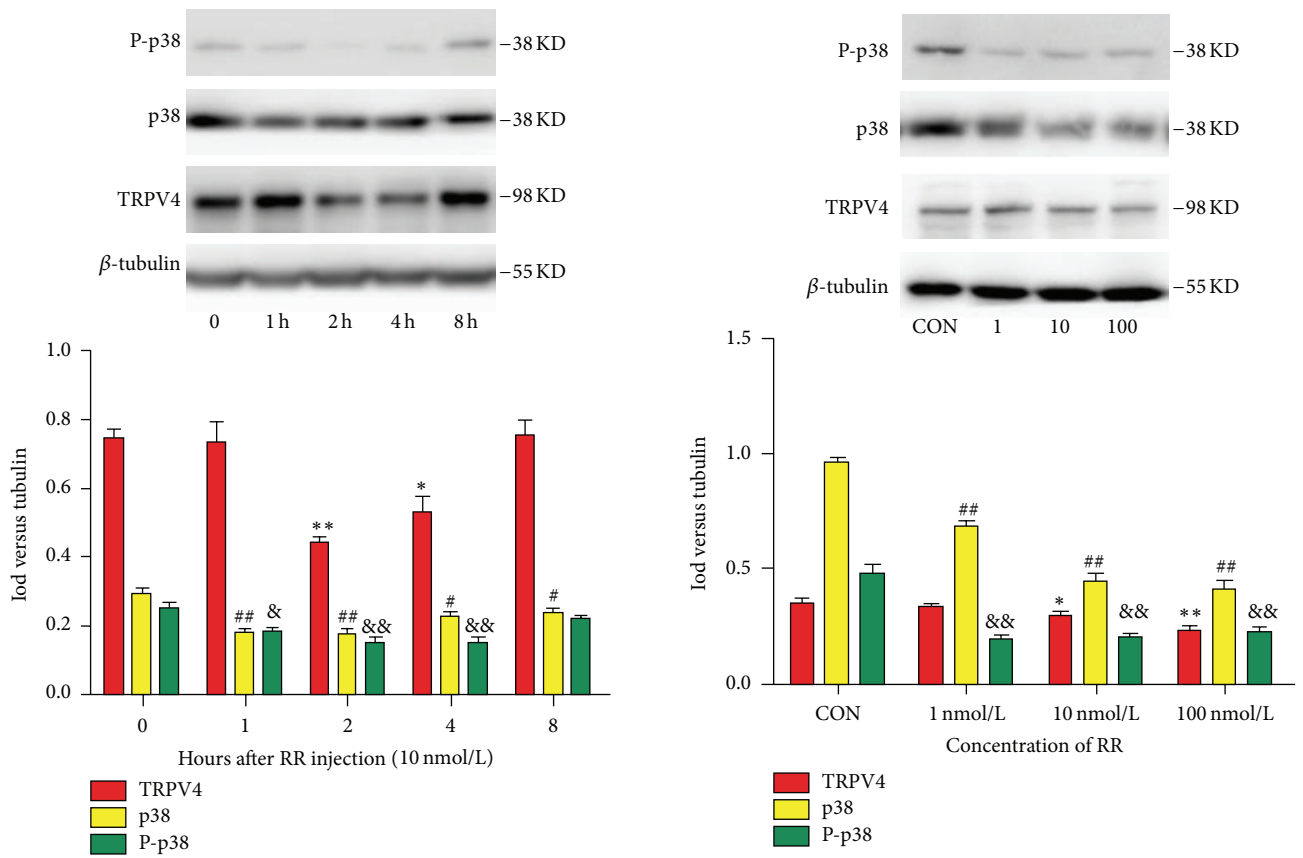 P-p38
–38 KD
p38
–38 KD
TRPV4
–98 KD
β-tubulin
–55 KD
0 1 h 2 h 4 h 8 h
1.0
0.8
0.6
0.4
0.2
0.0
Iod versus tubulin
## & ** ## && * # && #
0 1 2 4 8
Hours after RR injection (10 nmol/L)
TRPV4
p38
P-p38
P-p38
–38 KD
p38
–38 KD
TRPV4
–98 KD
β-tubulin
–55 KD
CON 1 10 100
1.5
1.0
0.5
0.0
Iod versus tubulin
## && * ## && ** ## &&
CON 1 nmol/L 10 nmol/L 100 nmol/L
Concentration of RR
TRPV4
p38
P-p38